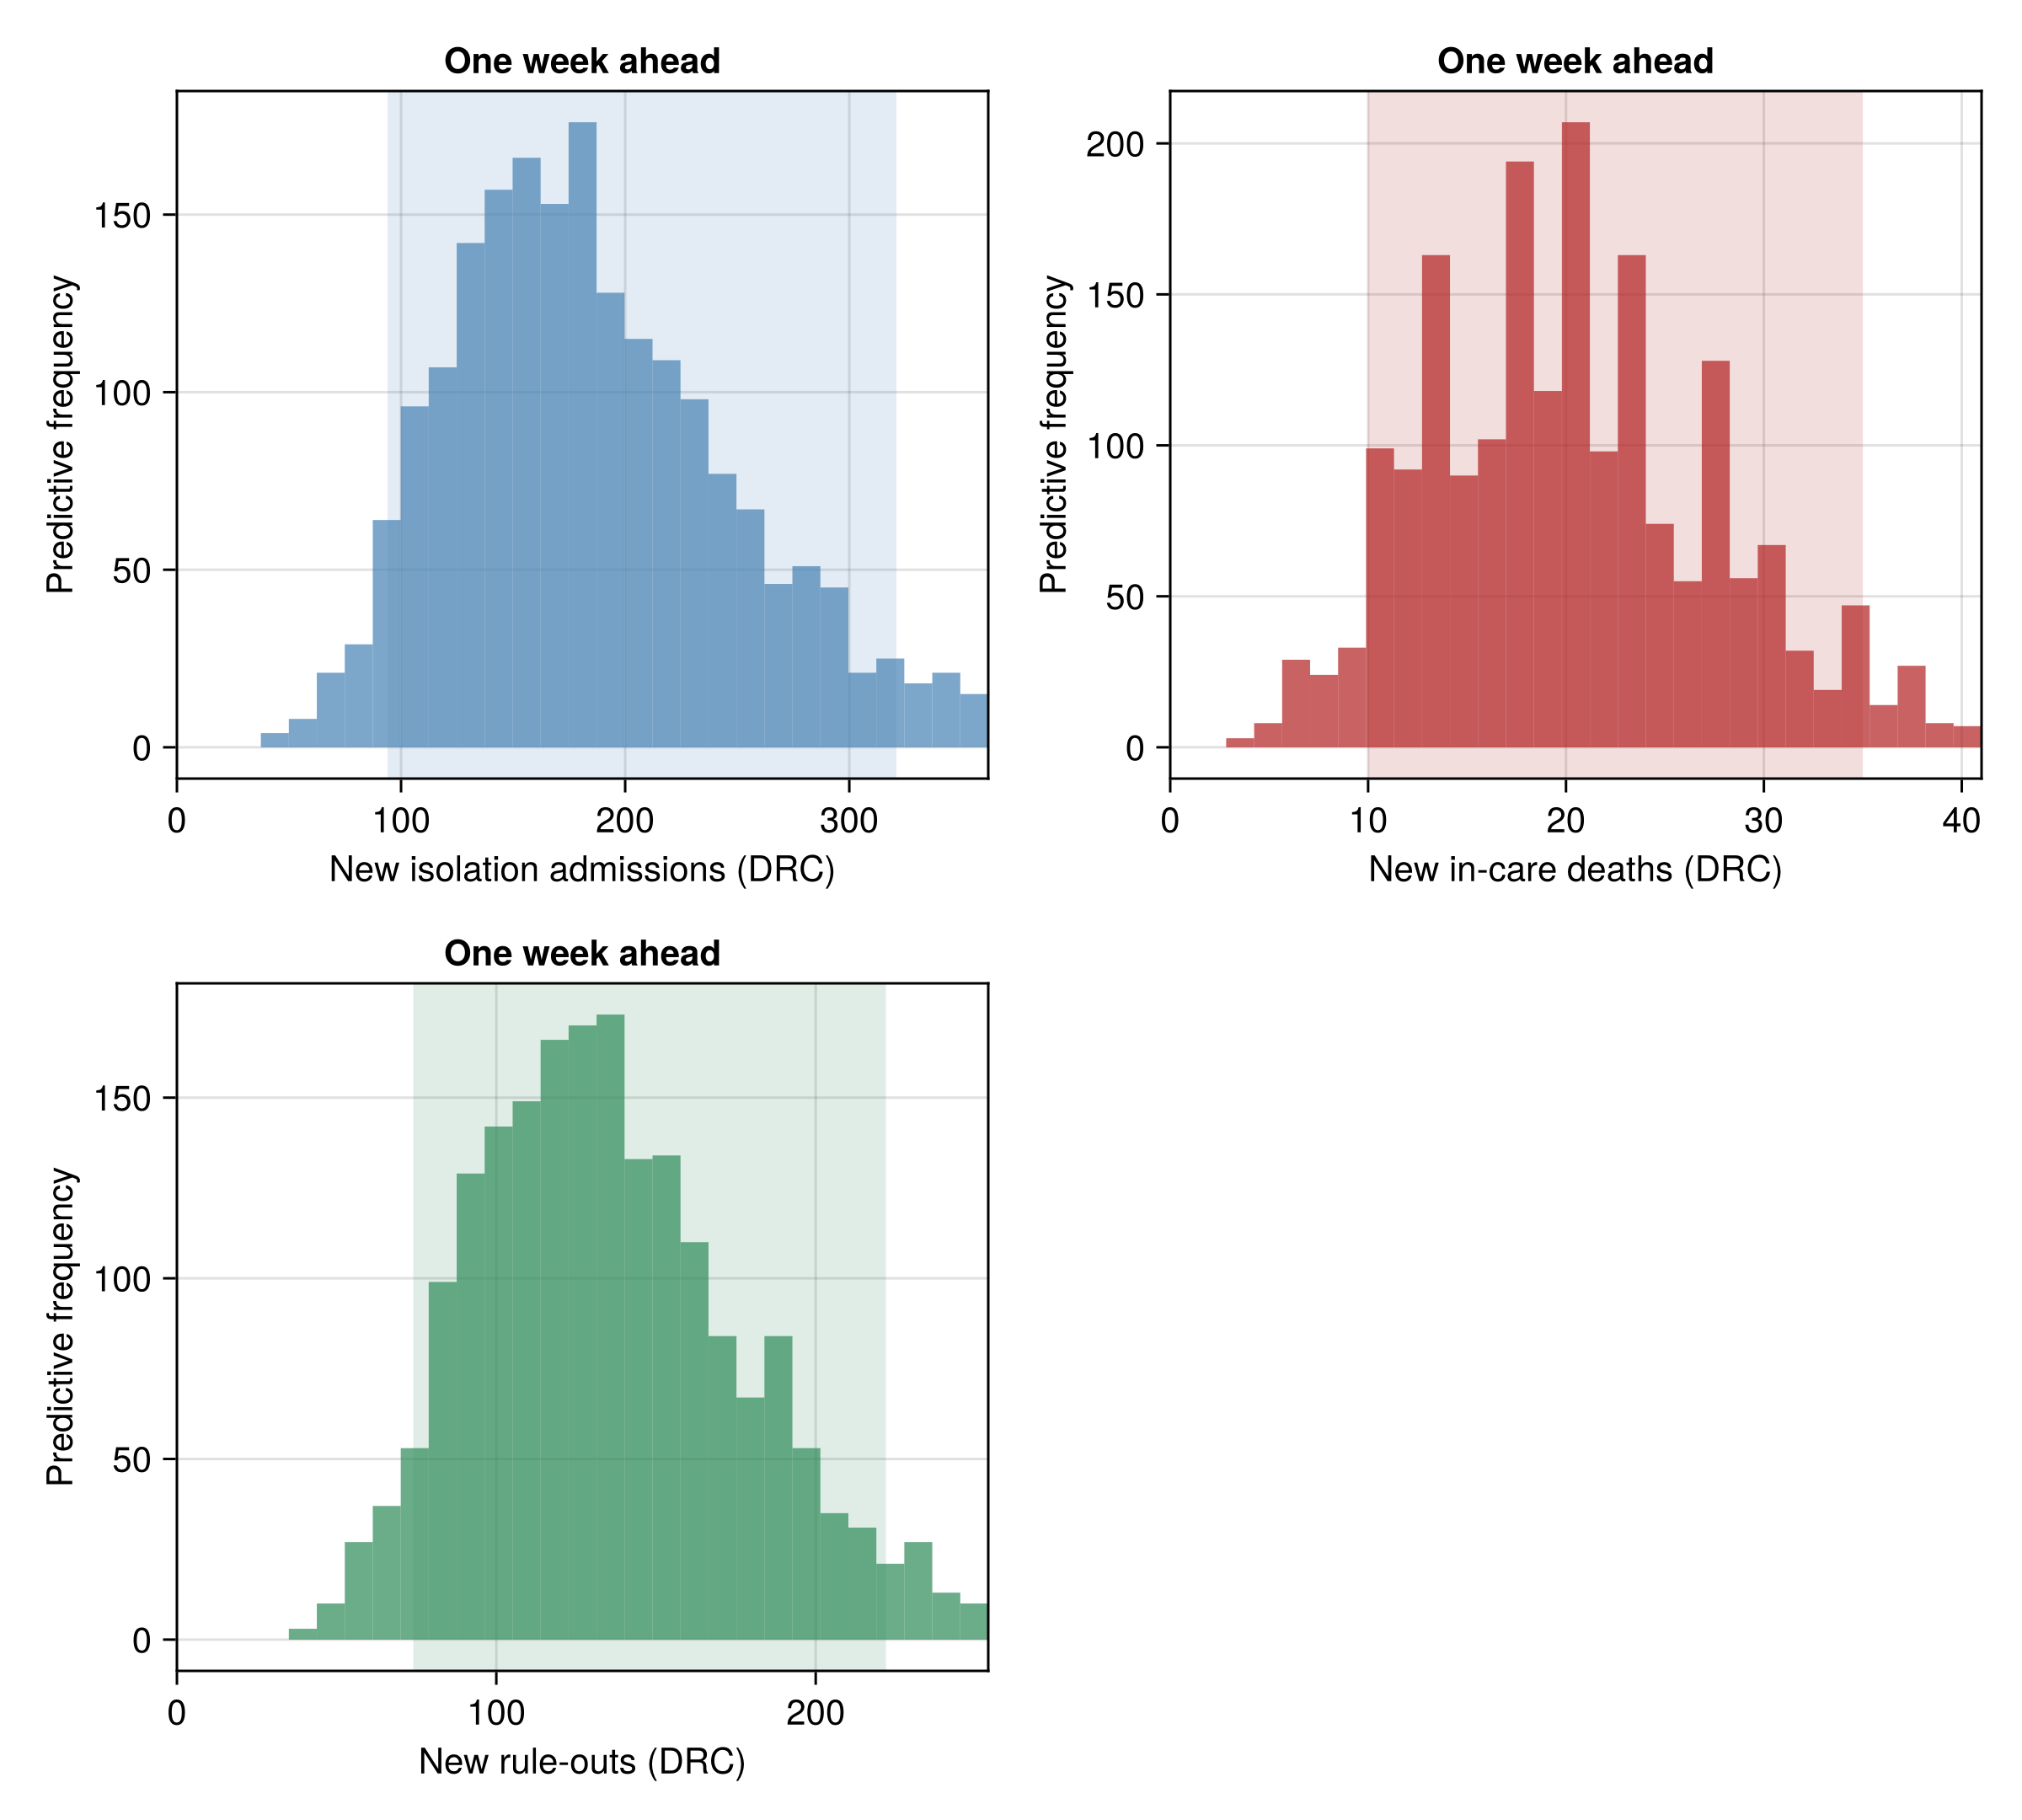 One week ahead
Predictive frequency
150
100
50
0
0 100 200 300
New isolation admissions (DRC)
One week ahead
Predictive frequency
200
150
100
50
0
0 10 20 30 40
New in-care deaths (DRC)
One week ahead
Predictive frequency
150
100
50
0
0 100 200
New rule-outs (DRC)